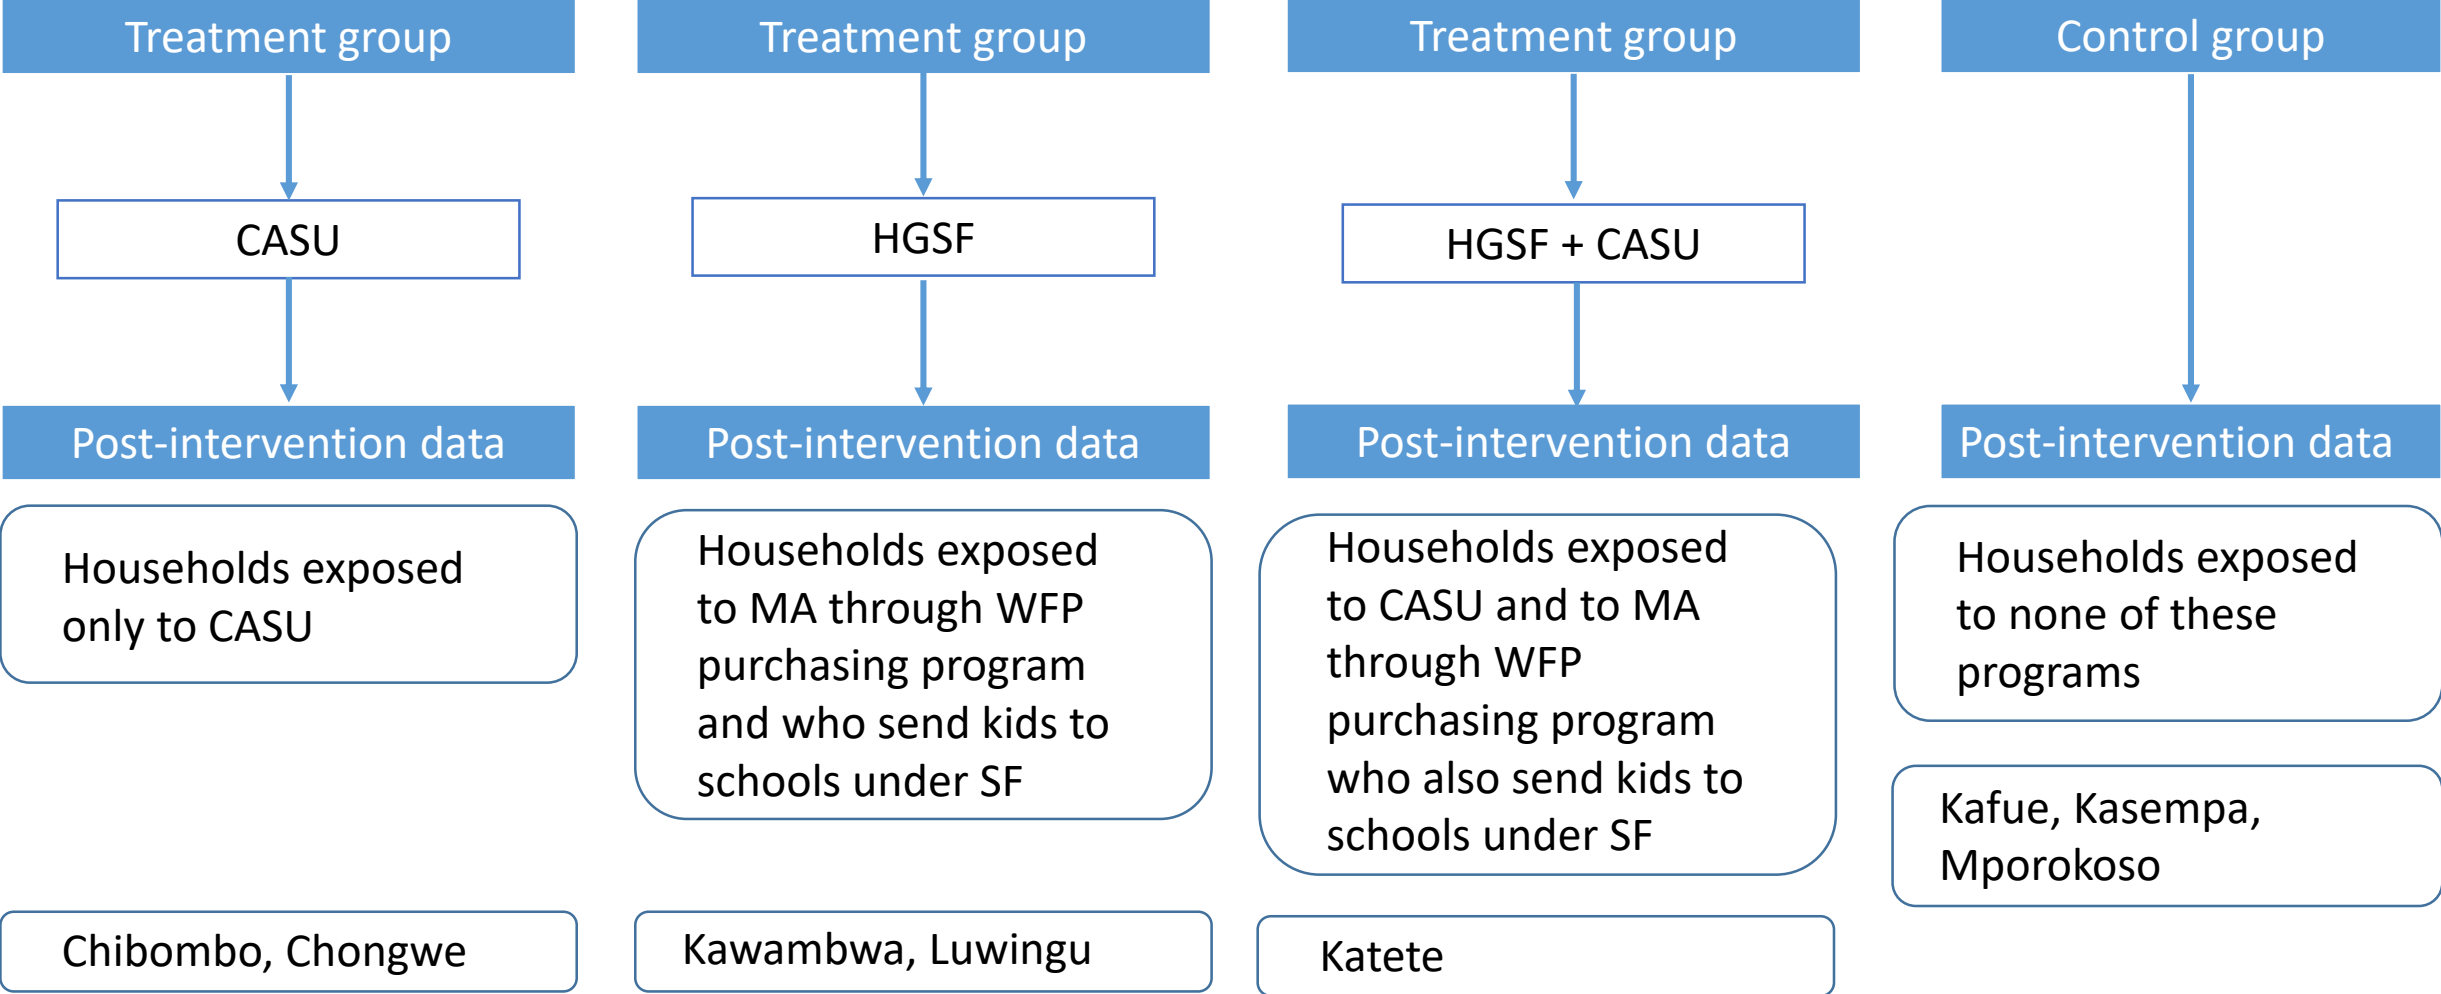 Treatment group
CASU
Post-intervention data
Households exposed
only to CASU
Chibombo, Chongwe
Treatment group
HGSF
Post-intervention data
Households exposed
to MA through WFP
purchasing program
and who send kids to
schools under SF
Kawambwa, Luwingu
Treatment group
HGSF + CASU
Post-intervention data
Households exposed
to CASU and to MA
through WFP
purchasing program
who also send kids to
schools under SF
Katete
Control group
Post-intervention data
Households exposed
to none of these
programs
Kafue, Kasempa,
Mporokoso